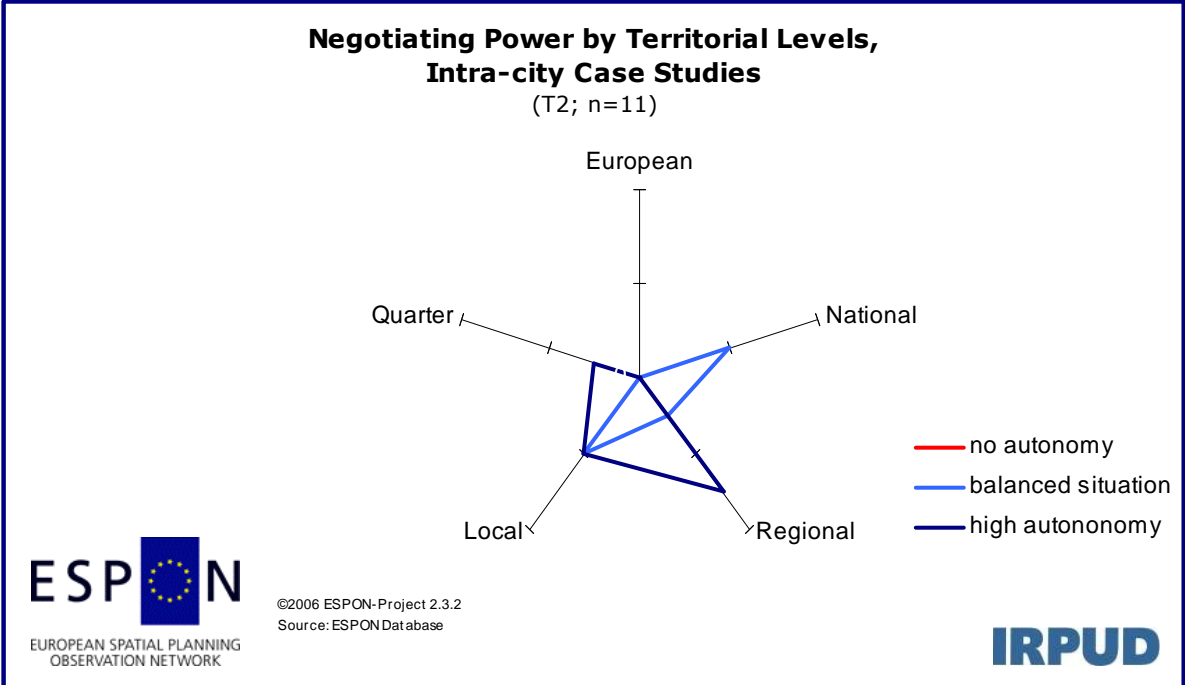 Negotiating Power by Territorial Levels,
Intra-city Case Studies
(T2; n=11)
European
Quarter
National
Local
Regional
no autonomy
balanced situation
high autononomy
ESPON
EUROPEAN SPATIAL PLANNING
OBSERVATION NETWORK
©2006 ESPON-Project 2.3.2
Source: ESPON Database
IRPUD